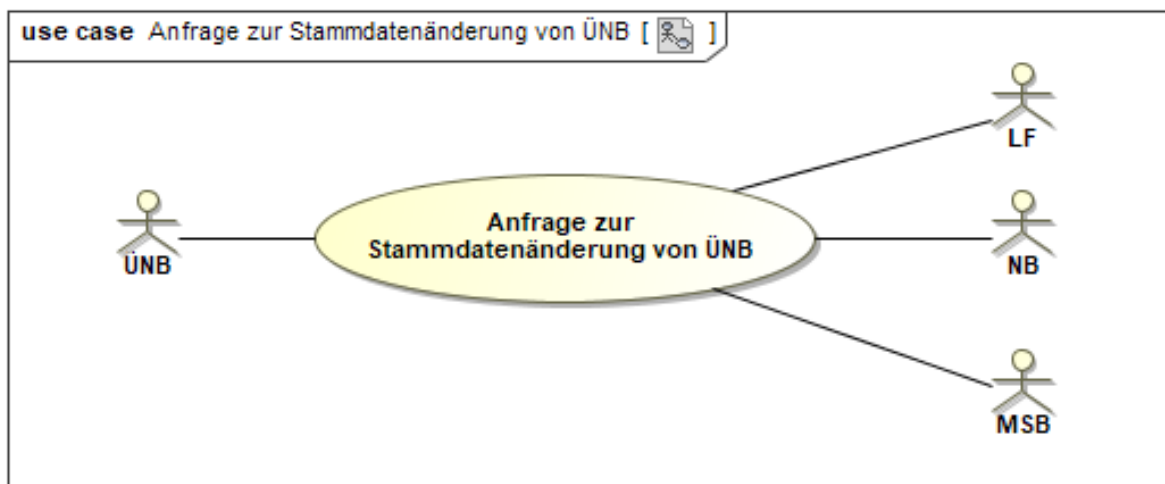 use case Anfrage zur Stammdatenänderung von ÜNB [ ]
LF
Anfrage zur
Stammdatenänderung von ÜNB
ÜNB
NB
MSB